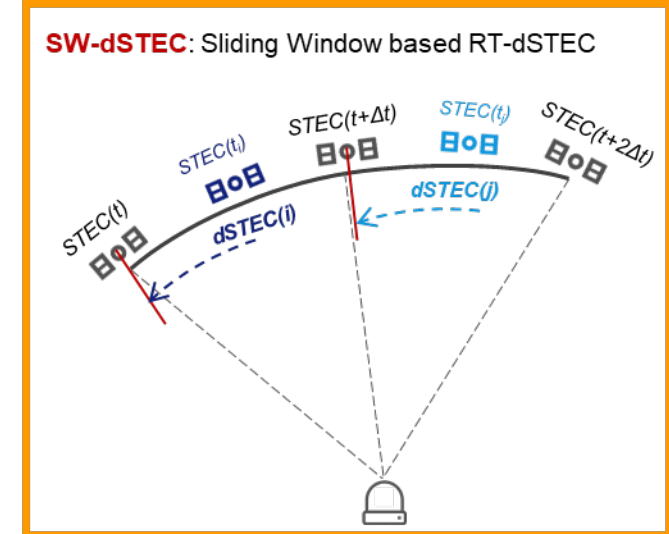 SW-dSTEC: Sliding Window based RT-dSTEC
STEC(t)
STEC(tᵢ)
STEC(t+Δt)
STEC(tⱼ)
STEC(t+2Δt)
dSTEC(i)
dSTEC(j)